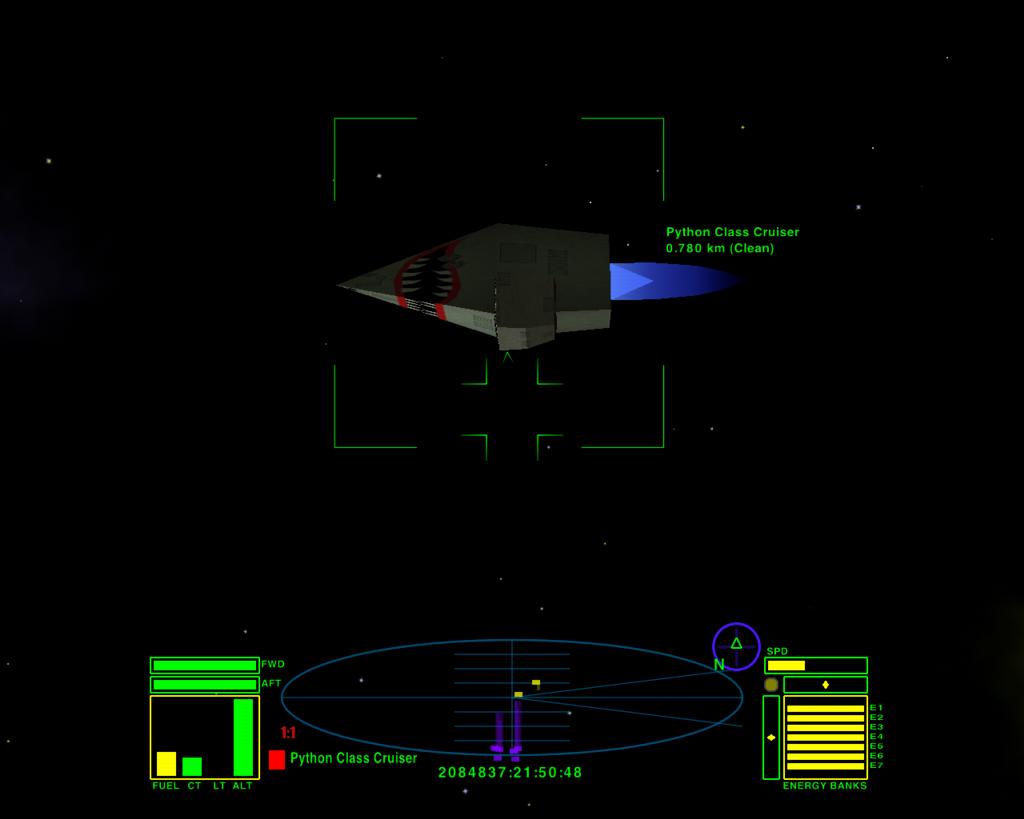 Python Class Cruiser
0.780 km (Clean)
N
SPD
FWD
AFT
1:1
Python Class Cruiser
2084837:21:50:48
FUEL CT LT ALT
E1
E2
E3
E4
E5
E6
E7
ENERGY BANKS